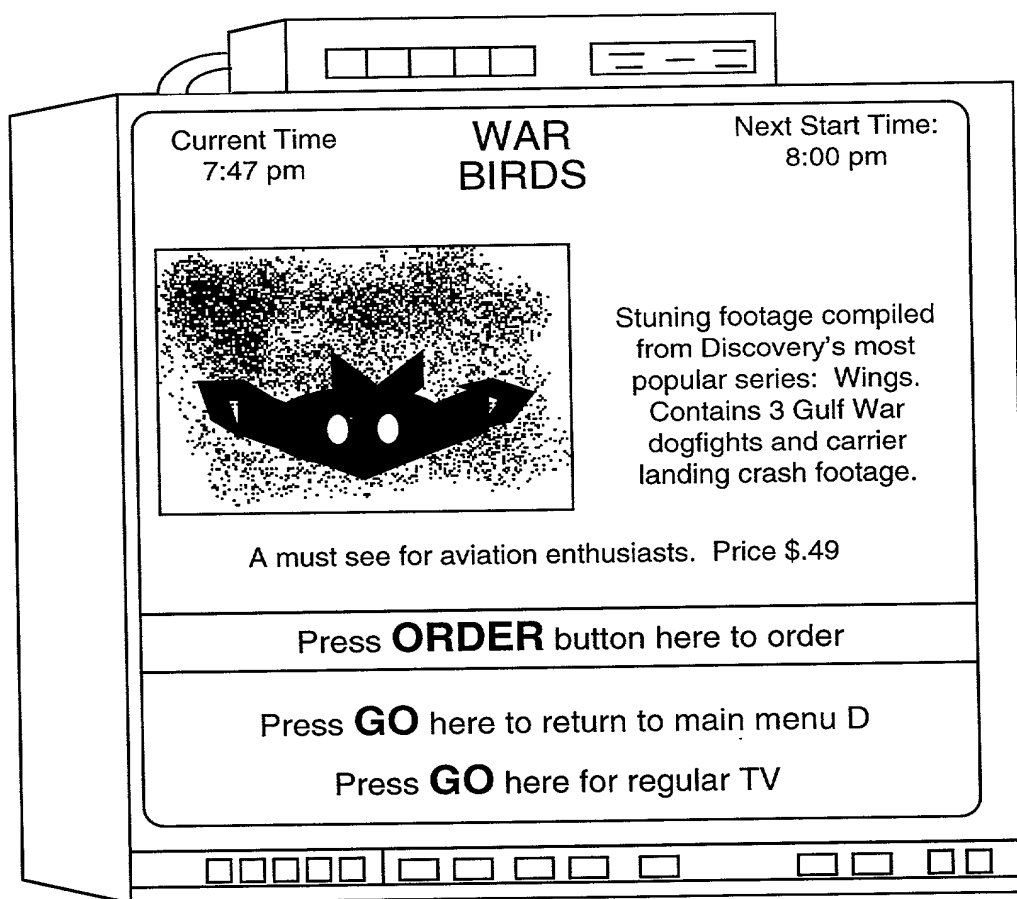 Current Time
7:47 pm
WAR
BIRDS
Next Start Time:
8:00 pm
Stuning footage compiled
from Discovery's most
popular series:  Wings.
Contains 3 Gulf War
dogfights and carrier
landing crash footage.
A must see for aviation enthusiasts.  Price $.49
Press ORDER button here to order
Press GO here to return to main menu D
Press GO here for regular TV